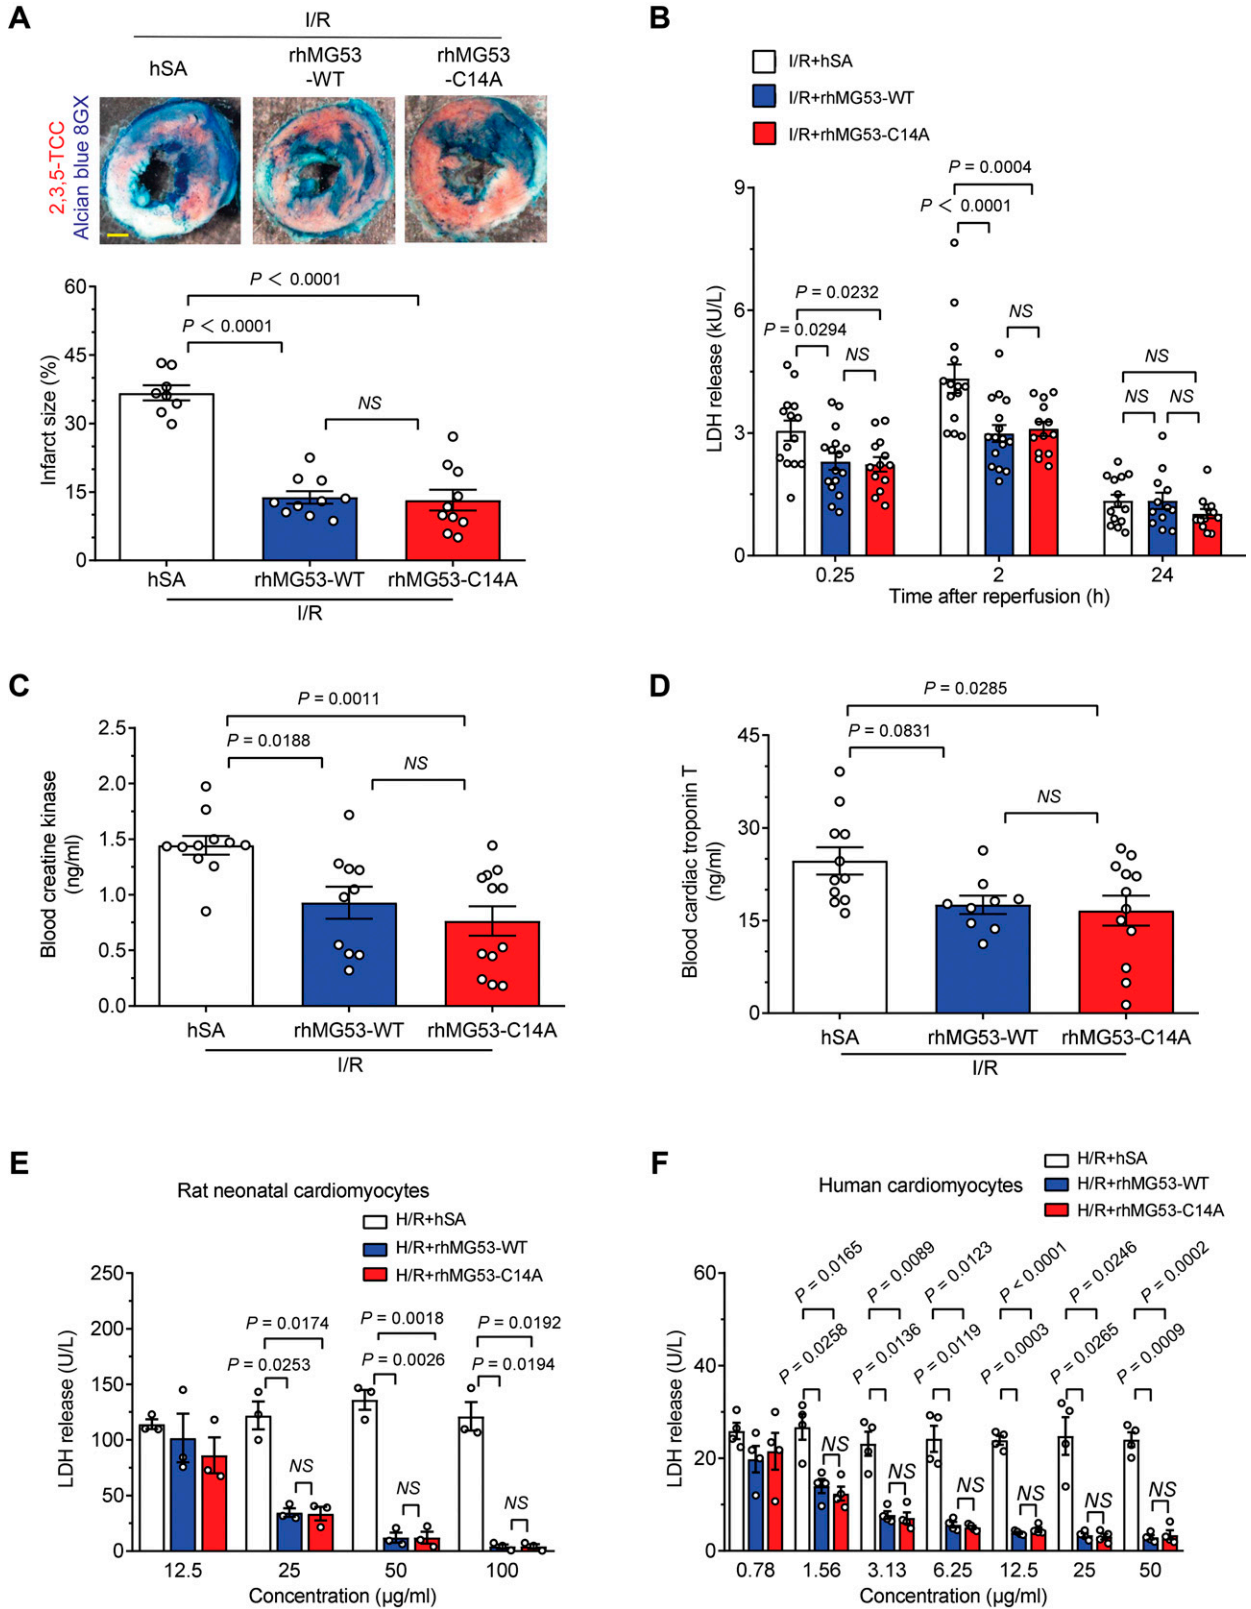 A
I/R
hSA
rhMG53
-WT
rhMG53
-C14A
2,3,5-TCC
Alcian blue 8GX
P < 0.0001
P < 0.0001
NS
Infarct size (%)
60
45
30
15
0
hSA
rhMG53-WT
rhMG53-C14A
I/R
B
I/R+hSA
I/R+rhMG53-WT
I/R+rhMG53-C14A
P = 0.0004
P < 0.0001
P = 0.0232
P = 0.0294
NS
NS
NS
NS
NS
LDH release (kU/L)
9
6
3
0
0.25
2
24
Time after reperfusion (h)
C
P = 0.0011
P = 0.0188
NS
Blood creatine kinase
(ng/ml)
2.5
2.0
1.5
1.0
0.5
0.0
hSA
rhMG53-WT
rhMG53-C14A
I/R
D
P = 0.0285
P = 0.0831
NS
Blood cardiac troponin T
(ng/ml)
45
30
15
0
hSA
rhMG53-WT
rhMG53-C14A
I/R
E
Rat neonatal cardiomyocytes
H/R+hSA
H/R+rhMG53-WT
H/R+rhMG53-C14A
P = 0.0174
P = 0.0253
P = 0.0018
P = 0.0026
P = 0.0192
P = 0.0194
NS
NS
NS
LDH release (U/L)
250
200
150
100
50
0
12.5
25
50
100
Concentration (μg/ml)
F
Human cardiomyocytes
H/R+hSA
H/R+rhMG53-WT
H/R+rhMG53-C14A
P = 0.0165
P = 0.0089
P = 0.0123
P < 0.0001
P = 0.0246
P = 0.0002
P = 0.0258
P = 0.0136
P = 0.0119
P = 0.0003
P = 0.0265
P = 0.0009
NS
NS
NS
NS
NS
NS
LDH release (U/L)
60
40
20
0
0.78
1.56
3.13
6.25
12.5
25
50
Concentration (μg/ml)